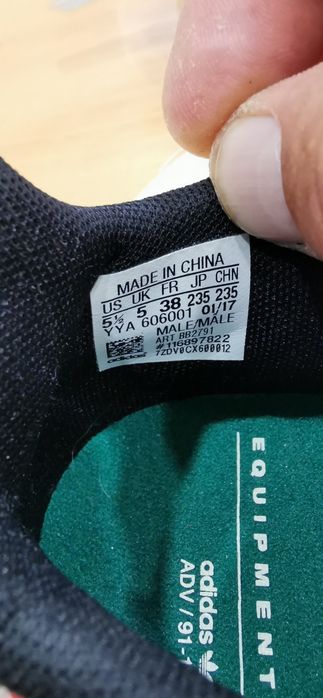 MADE IN CHINA
US UK FR JP CHN
5½ 5 38 235 235
YYA 606001 01/17
MALE/MALE
ART BB2791
#116897822
7ZDV0CX600012
adidas
EQUIPMENT
adidas
ADV / 91-